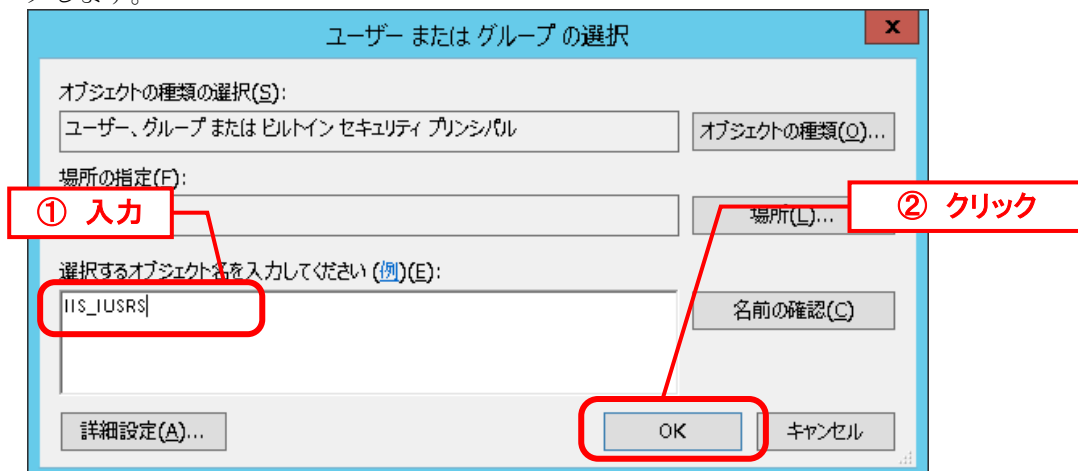 クします。
ユーザー または グループ の選択
x
オブジェクトの種類の選択(S):
ユーザー、グループ または ビルトイン セキュリティ プリンシパル
オブジェクトの種類(O)...
場所の指定(F):
① 入力
場所(L)...
② クリック
選択するオブジェクト名を入力してください (例)(E):
IIS_IUSRS
名前の確認(C)
詳細設定(A)...
OK
キャンセル